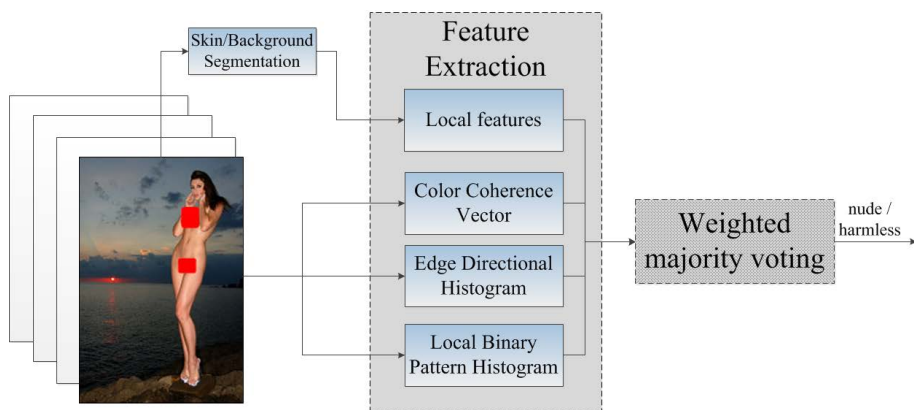 Skin/Background
Segmentation
Feature
Extraction
Local features
Color Coherence
Vector
Edge Directional
Histogram
Local Binary
Pattern Histogram
Weighted
majority voting
nude /
harmless